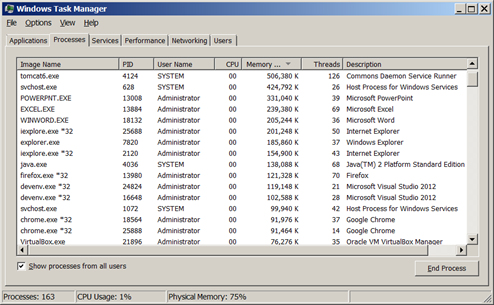 Windows Task Manager
File Options View Help
Applications Processes Services Performance Networking Users
Image Name PID User Name CPU Memory ... Threads Description
tomcat6.exe 4124 SYSTEM 00 506,380 K 126 Commons Daemon Service Runner
svchost.exe 628 SYSTEM 00 424,792 K 26 Host Process for Windows Services
POWERPNT.EXE 13008 Administrator 00 331,040 K 39 Microsoft PowerPoint
EXCEL.EXE 13864 Administrator 00 239,380 K 69 Microsoft Excel
WINWORD.EXE 18132 Administrator 00 205,244 K 36 Microsoft Word
iexplore.exe *32 25688 Administrator 00 201,248 K 50 Internet Explorer
explorer.exe 7820 Administrator 00 185,860 K 37 Windows Explorer
iexplore.exe *32 2120 Administrator 00 154,900 K 43 Internet Explorer
java.exe 4036 SYSTEM 00 138,088 K 68 Java(TM) 2 Platform Standard Edition
firefox.exe *32 13980 Administrator 00 121,328 K 70 Firefox
devenv.exe *32 24824 Administrator 00 119,148 K 21 Microsoft Visual Studio 2012
devenv.exe *32 16648 Administrator 00 102,588 K 28 Microsoft Visual Studio 2012
svchost.exe 1072 SYSTEM 00 99,940 K 42 Host Process for Windows Services
chrome.exe *32 18564 Administrator 00 91,976 K 37 Google Chrome
chrome.exe *32 25888 Administrator 00 91,464 K 14 Google Chrome
VirtualBox.exe 21896 Administrator 00 76,276 K 35 Oracle VM VirtualBox Manager
Show processes from all users
End Process
Processes: 163 CPU Usage: 1% Physical Memory: 75%